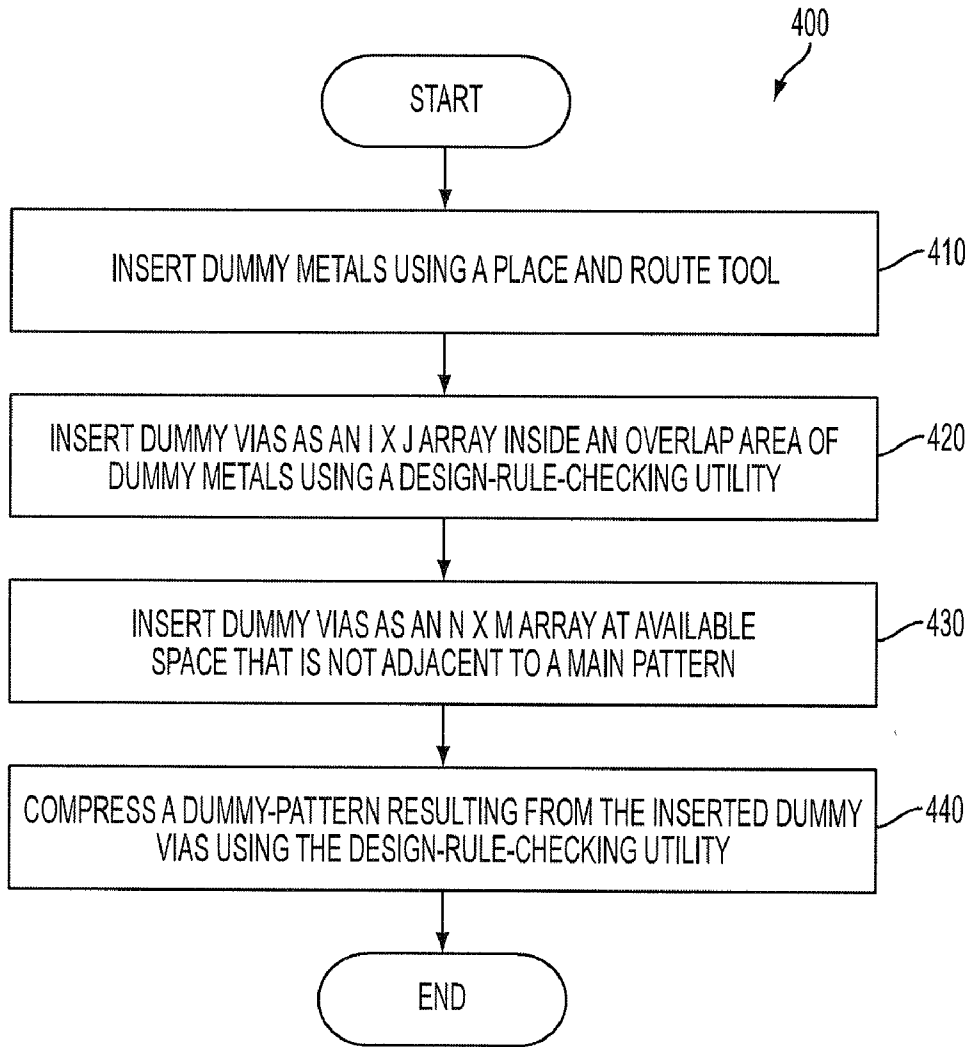 400
START
INSERT DUMMY METALS USING A PLACE AND ROUTE TOOL
410
INSERT DUMMY VIAS AS AN I X J ARRAY INSIDE AN OVERLAP AREA OF
DUMMY METALS USING A DESIGN-RULE-CHECKING UTILITY
420
INSERT DUMMY VIAS AS AN N X M ARRAY AT AVAILABLE
SPACE THAT IS NOT ADJACENT TO A MAIN PATTERN
430
COMPRESS A DUMMY-PATTERN RESULTING FROM THE INSERTED DUMMY
VIAS USING THE DESIGN-RULE-CHECKING UTILITY
440
END